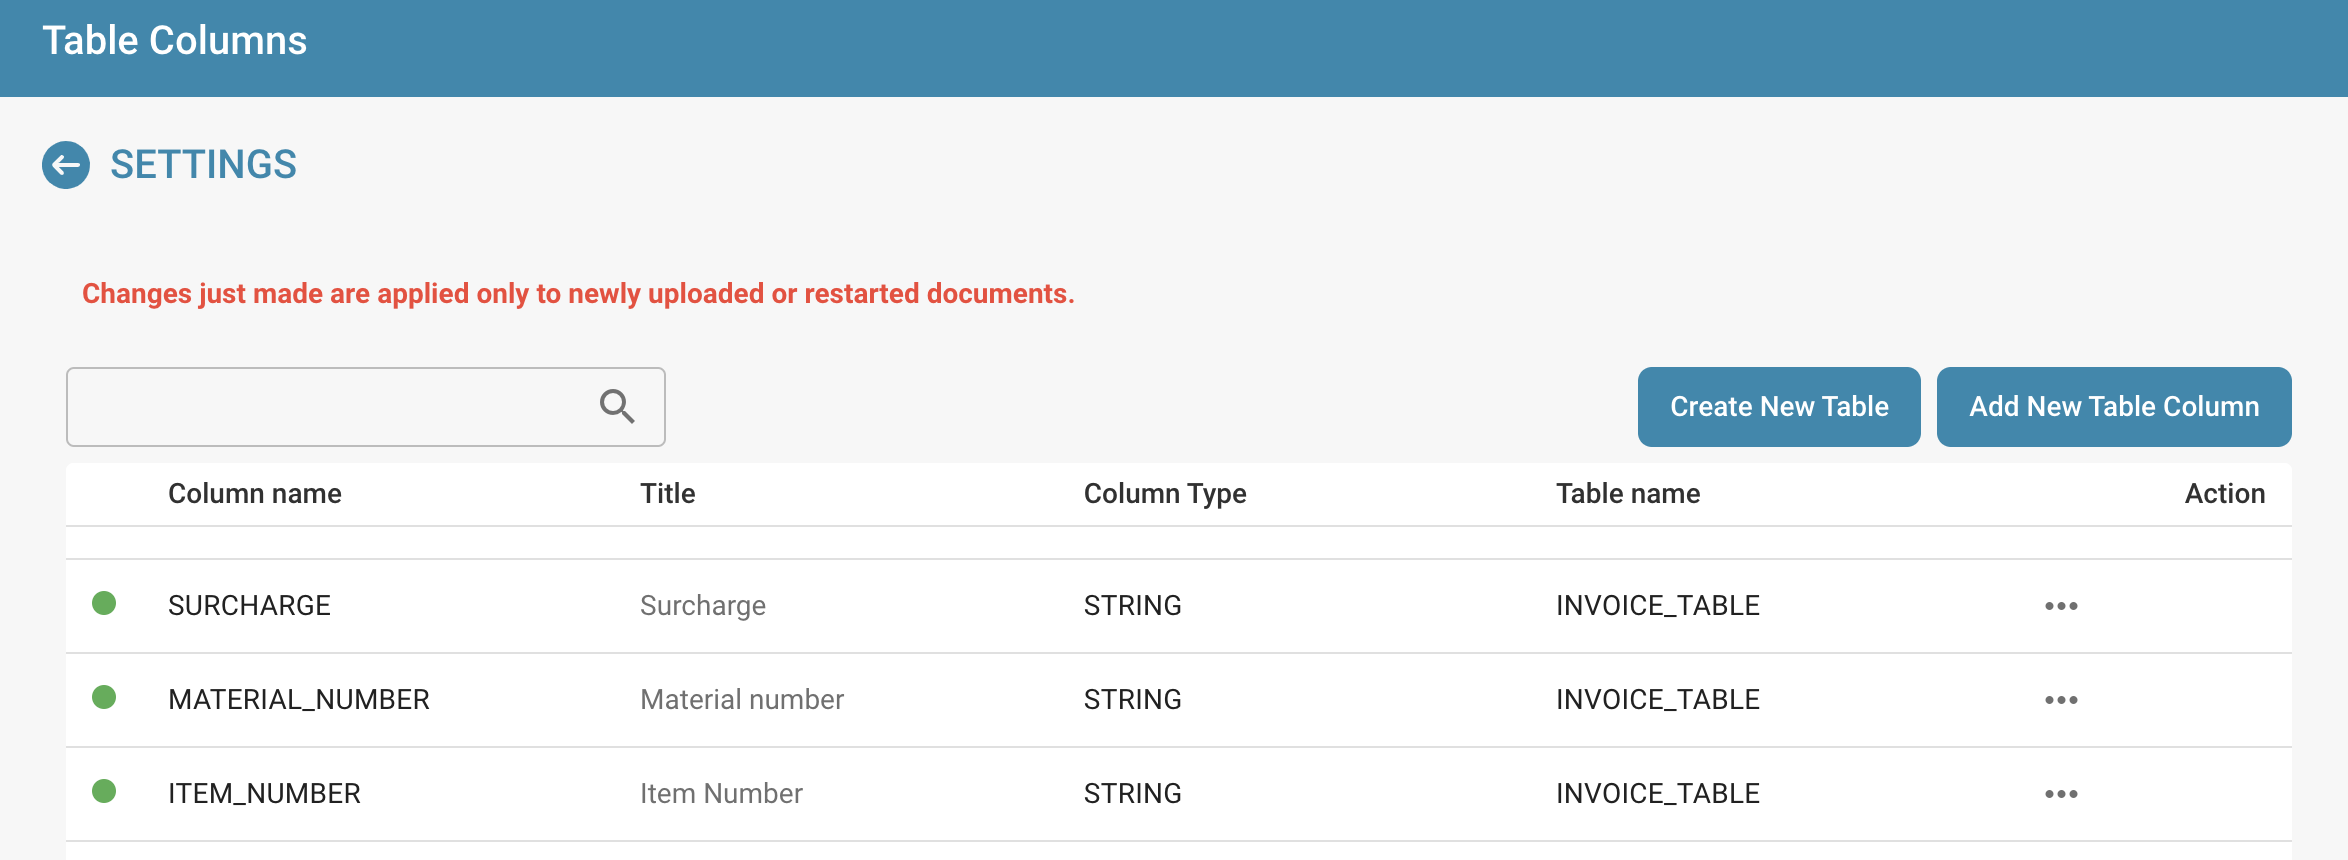 Table Columns
SETTINGS
Changes just made are applied only to newly uploaded or restarted documents.
Create New Table
Add New Table Column
Column name Title Column Type Table name Action
SURCHARGE Surcharge STRING INVOICE_TABLE
MATERIAL_NUMBER Material number STRING INVOICE_TABLE
ITEM_NUMBER Item Number STRING INVOICE_TABLE